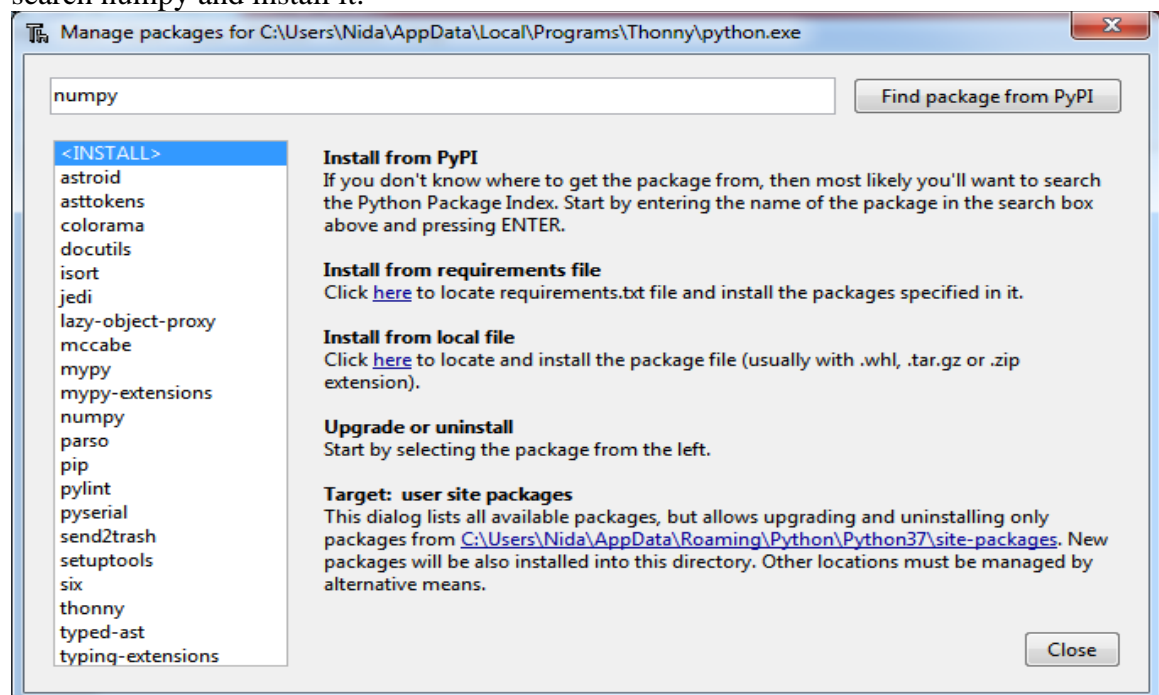 search numpy and install it.
Manage packages for C:\Users\Nida\AppData\Local\Programs\Thonny\python.exe
numpy
Find package from PyPI
<INSTALL>
astroid
asttokens
colorama
docutils
isort
jedi
lazy-object-proxy
mccabe
mypy
mypy-extensions
numpy
parso
pip
pylint
pyserial
send2trash
setuptools
six
thonny
typed-ast
typing-extensions
Install from PyPI
If you don't know where to get the package from, then most likely you'll want to search
the Python Package Index. Start by entering the name of the package in the search box
above and pressing ENTER.
Install from requirements file
Click here to locate requirements.txt file and install the packages specified in it.
Install from local file
Click here to locate and install the package file (usually with .whl, .tar.gz or .zip
extension).
Upgrade or uninstall
Start by selecting the package from the left.
Target:  user site packages
This dialog lists all available packages, but allows upgrading and uninstalling only
packages from C:\Users\Nida\AppData\Roaming\Python\Python37\site-packages. New
packages will be also installed into this directory. Other locations must be managed by
alternative means.
Close